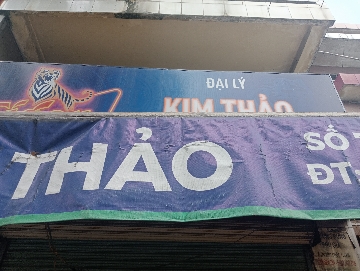 ĐẠI LÝ
KIM THẢO
THẢO
SỐ
ĐT: